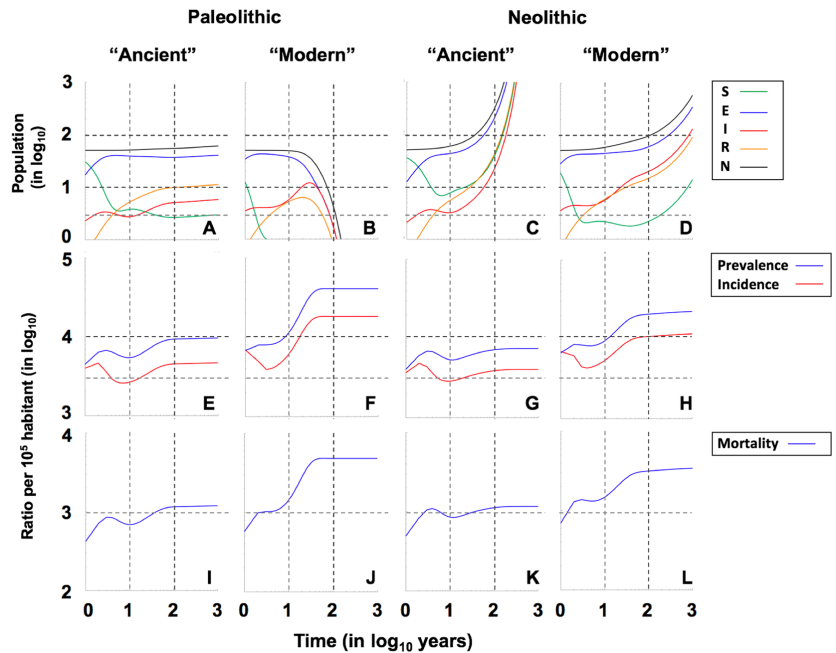 Paleolithic Neolithic
“Ancient” “Modern” “Ancient” “Modern”
Population
(in log10)
3
2
1
0
A B C D
S
E
I
R
N
Ratio per 10⁵ habitant (in log10)
5
4
3
E F G H
Prevalence
Incidence
4
3
2
I J K L
Mortality
0 1 2 3 0 1 2 3 0 1 2 3 0 1 2 3
Time (in log10 years)